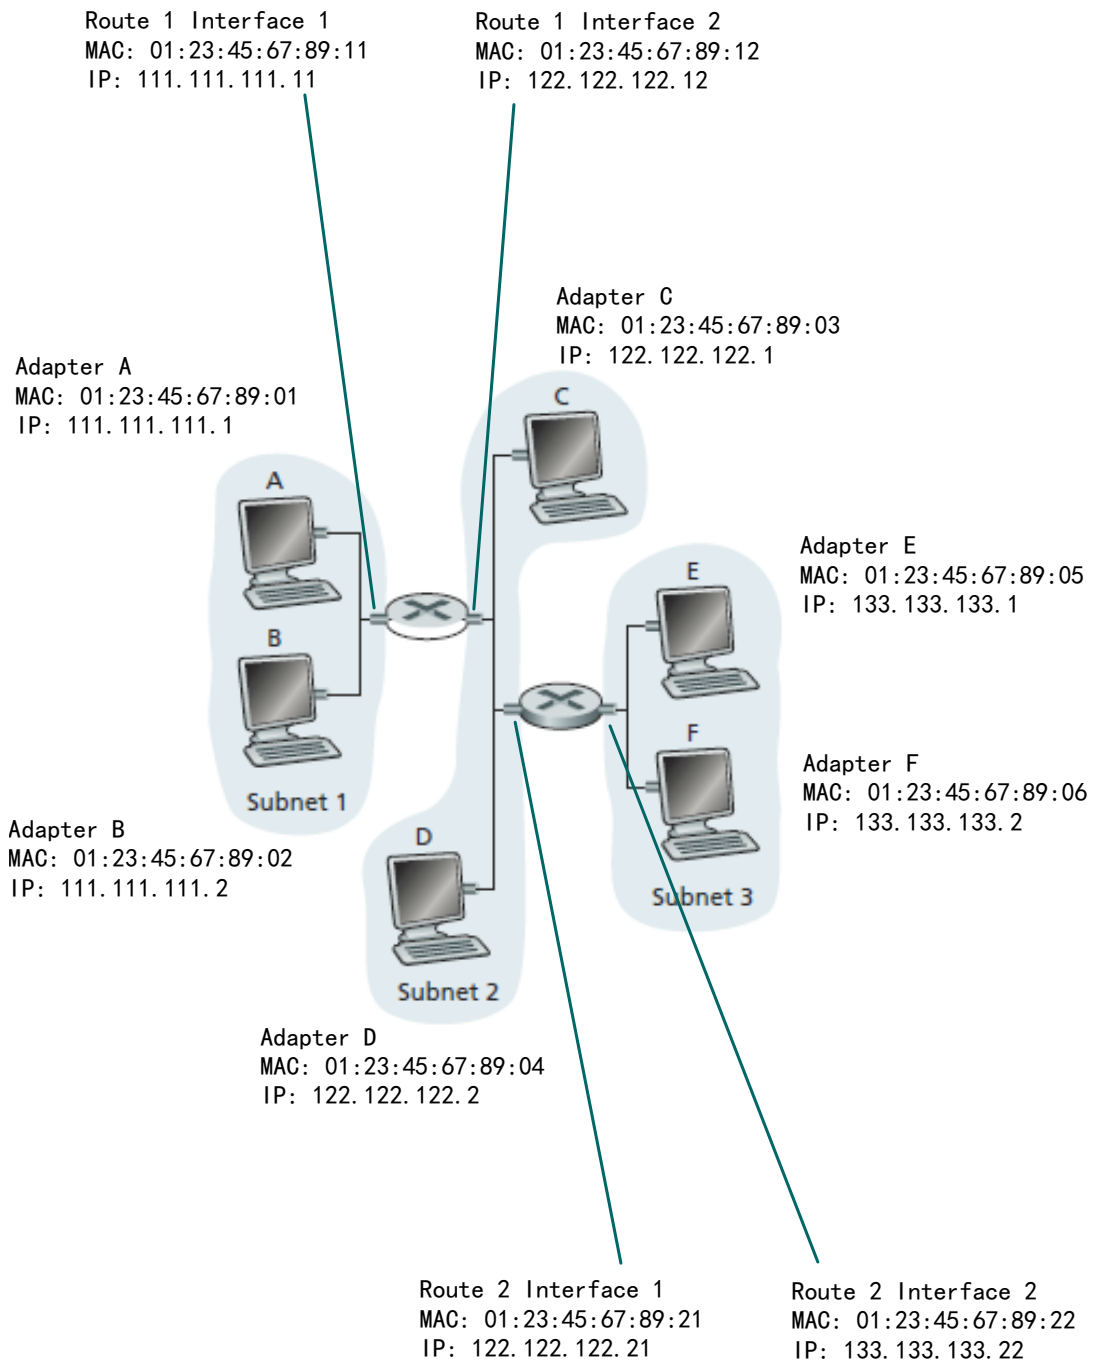 Route 1 Interface 1
MAC: 01:23:45:67:89:11
IP: 111.111.111.11
Route 1 Interface 2
MAC: 01:23:45:67:89:12
IP: 122.122.122.12
Adapter C
MAC: 01:23:45:67:89:03
IP: 122.122.122.1
Adapter A
MAC: 01:23:45:67:89:01
IP: 111.111.111.1
C
A
Adapter E
MAC: 01:23:45:67:89:05
IP: 133.133.133.1
E
B
F
Adapter F
MAC: 01:23:45:67:89:06
IP: 133.133.133.2
Subnet 1
Adapter B
MAC: 01:23:45:67:89:02
IP: 111.111.111.2
D
Subnet 3
Subnet 2
Adapter D
MAC: 01:23:45:67:89:04
IP: 122.122.122.2
Route 2 Interface 1
MAC: 01:23:45:67:89:21
IP: 122.122.122.21
Route 2 Interface 2
MAC: 01:23:45:67:89:22
IP: 133.133.133.22